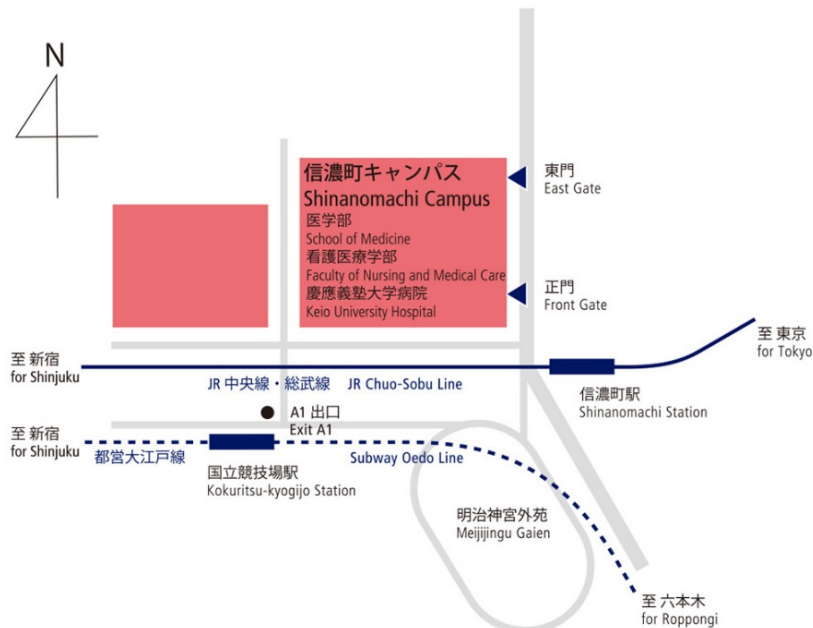 N
信濃町キャンパス
Shinanomachi Campus
医学部
School of Medicine
看護医療学部
Faculty of Nursing and Medical Care
慶應義塾大学病院
Keio University Hospital
東門
East Gate
正門
Front Gate
至 東京
for Tokyo
至 新宿
for Shinjuku
JR 中央線・総武線 JR Chuo-Sobu Line
信濃町駅
Shinanomachi Station
A1 出口
Exit A1
至 新宿
for Shinjuku
都営大江戸線
Subway Oedo Line
国立競技場駅
Kokuritsu-kyogijo Station
明治神宮外苑
Meijijingu Gaien
至 六本木
for Roppongi